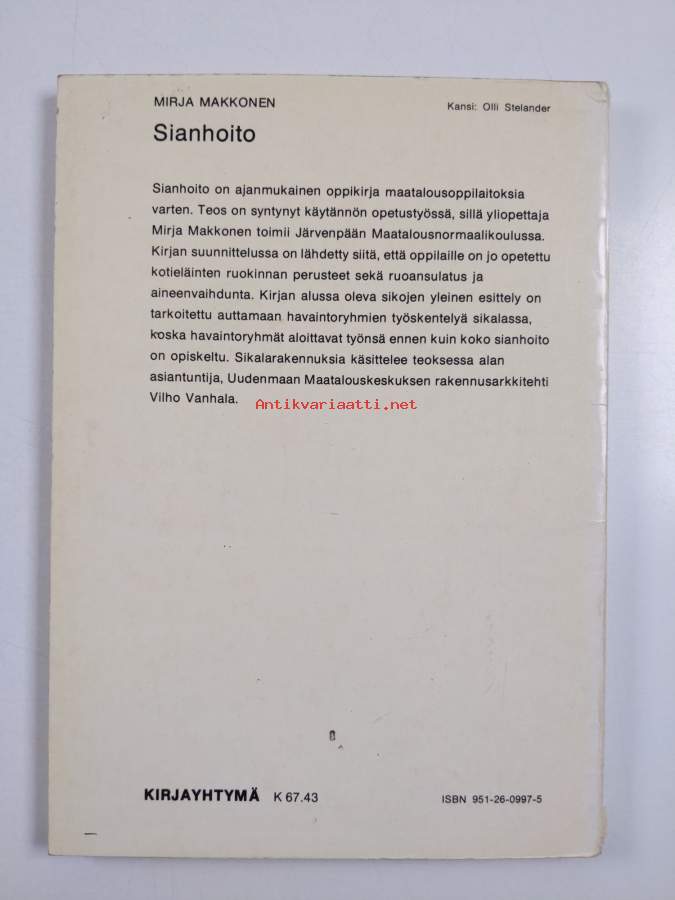 MIRJA MAKKONEN
Kansi: Olli Stelander
Sianhoito
Sianhoito on ajanmukainen oppikirja maatalousoppilaitoksia
varten. Teos on syntynyt käytännön opetustyössä, sillä yliopettaja
Mirja Makkonen toimii Järvenpään Maatalousnormaalikoulussa.
Kirjan suunnittelussa on lähdetty siitä, että oppilaille on jo opetettu
kotieläinten ruokinnan perusteet sekä ruoansulatus ja
aineenvaihdunta. Kirjan alussa oleva sikojen yleinen esittely on
tarkoitettu auttamaan havaintoryhmien työskentelyä sikalassa,
koska havaintoryhmät aloittavat työnsä ennen kuin koko sianhoito
on opiskeltu. Sikalarakennuksia käsittelee teoksessa alan
asiantuntija, Uudenmaan Maatalouskeskuksen rakennusarkkitehti
Vilho Vanhala.
Antikvariaatti.net
KIRJAYHTYMÄ K 67.43
ISBN 951-26-0997-5